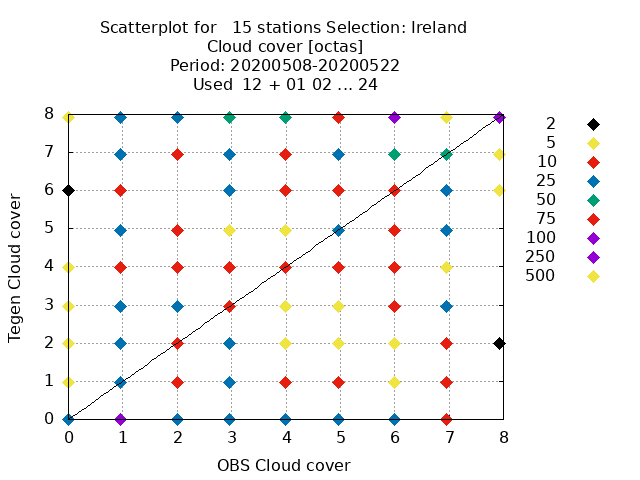 Scatterplot for   15 stations Selection: Ireland
Cloud cover [octas]
Period: 20200508-20200522
Used  12 + 01 02 ... 24
Tegen Cloud cover
8
7
6
5
4
3
2
1
0
0 1 2 3 4 5 6 7 8
OBS Cloud cover
2
5
10
25
50
75
100
250
500